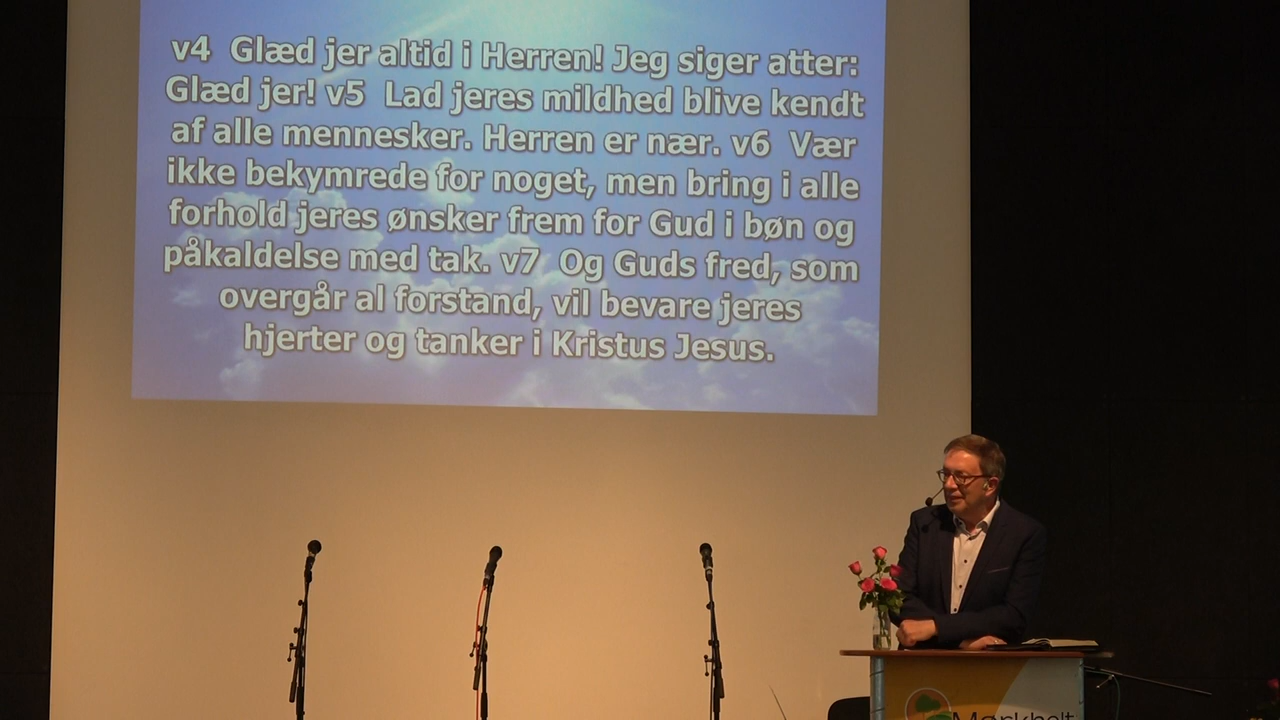 v4 Glæd jer altid i Herren! Jeg siger atter:
Glæd jer! v5 Lad jeres mildhed blive kendt
af alle mennesker. Herren er nær. v6 Vær
ikke bekymrede for noget, men bring i alle
forhold jeres ønsker frem for Gud i bøn og
påkaldelse med tak. v7 Og Guds fred, som
overgår al forstand, vil bevare jeres
hjerter og tanker i Kristus Jesus.
Mørkholt